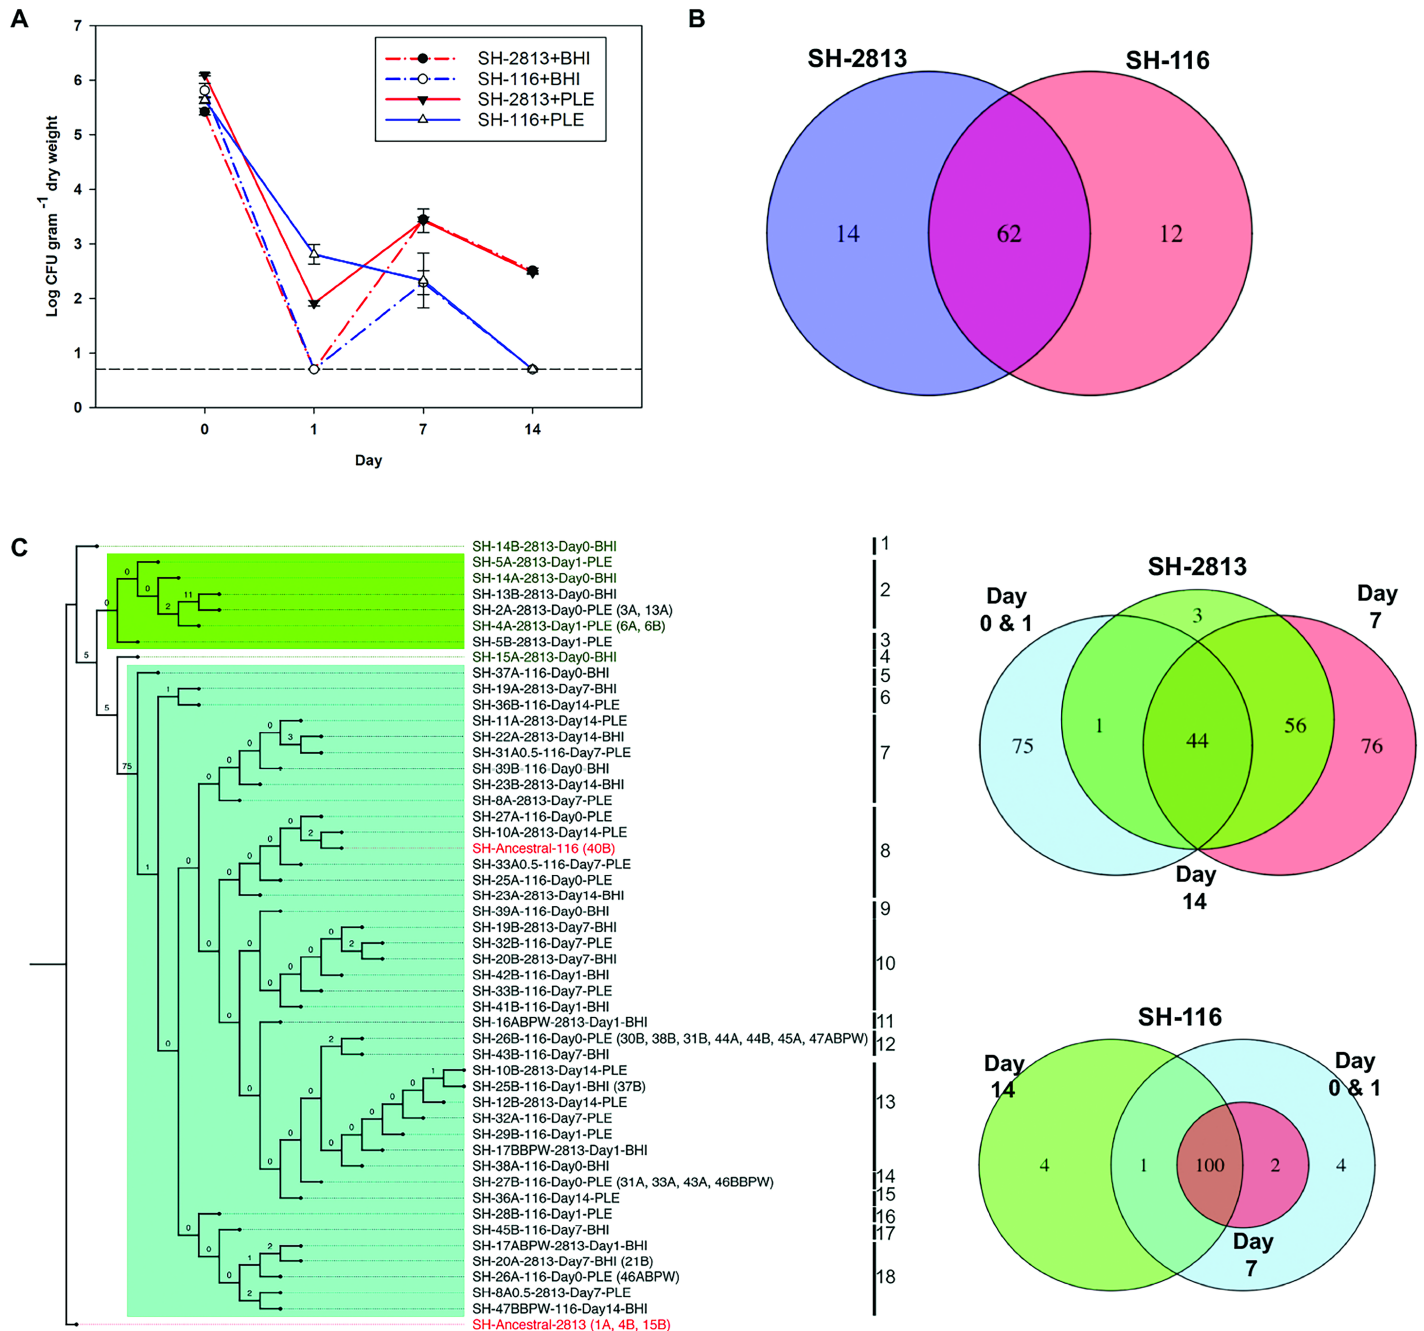 A
7
6
5
4
3
2
1
0
Log CFU gram -1 dry weight
0 1 7 14
Day
SH-2813+BHI
SH-116+BHI
SH-2813+PLE
SH-116+PLE
B
SH-2813
SH-116
14 62 12
C
SH-14B-2813-Day0-BHI
SH-5A-2813-Day1-PLE
SH-14A-2813-Day0-BHI
SH-13B-2813-Day0-BHI
SH-2A-2813-Day0-PLE (3A, 13A)
SH-4A-2813-Day1-PLE (6A, 6B)
SH-5B-2813-Day1-PLE
SH-15A-2813-Day0-BHI
SH-37A-116-Day0-BHI
SH-19A-2813-Day7-BHI
SH-36B-116-Day14-PLE
SH-11A-2813-Day14-PLE
SH-22A-2813-Day14-BHI
SH-31A0.5-116-Day7-PLE
SH-39B-116-Day0-BHI
SH-23B-2813-Day14-BHI
SH-8A-2813-Day7-PLE
SH-27A-116-Day0-PLE
SH-10A-2813-Day14-PLE
SH-Ancestral-116 (40B)
SH-33A0.5-116-Day7-PLE
SH-25A-116-Day0-PLE
SH-23A-2813-Day14-BHI
SH-39A-116-Day0-BHI
SH-19B-2813-Day7-BHI
SH-32B-116-Day7-PLE
SH-20B-2813-Day7-BHI
SH-42B-116-Day1-BHI
SH-33B-116-Day7-PLE
SH-41B-116-Day1-BHI
SH-16ABPW-2813-Day1-BHI
SH-26B-116-Day0-PLE (30B, 38B, 31B, 44A, 44B, 45A, 47ABPW)
SH-43B-116-Day7-BHI
SH-10B-2813-Day14-PLE
SH-25B-116-Day1-BHI (37B)
SH-12B-2813-Day14-PLE
SH-32A-116-Day7-PLE
SH-29B-116-Day1-PLE
SH-17BBPW-2813-Day1-BHI
SH-38A-116-Day0-BHI
SH-27B-116-Day0-PLE (31A, 33A, 43A, 46BBPW)
SH-36A-116-Day14-PLE
SH-28B-116-Day1-PLE
SH-45B-116-Day7-BHI
SH-17ABPW-2813-Day1-BHI
SH-20A-2813-Day7-BHI (21B)
SH-26A-116-Day0-PLE (46ABPW)
SH-8A0.5-2813-Day7-PLE
SH-47BBPW-116-Day14-BHI
SH-Ancestral-2813 (1A, 4B, 15B)
1
2
3
4
5
6
7
8
9
10
11
12
13
14
15
16
17
18
SH-2813
Day
0 & 1
Day
7
3
75 1 44 56 76
Day
14
SH-116
Day
14
Day
0 & 1
4 1 100 2 4
Day
7